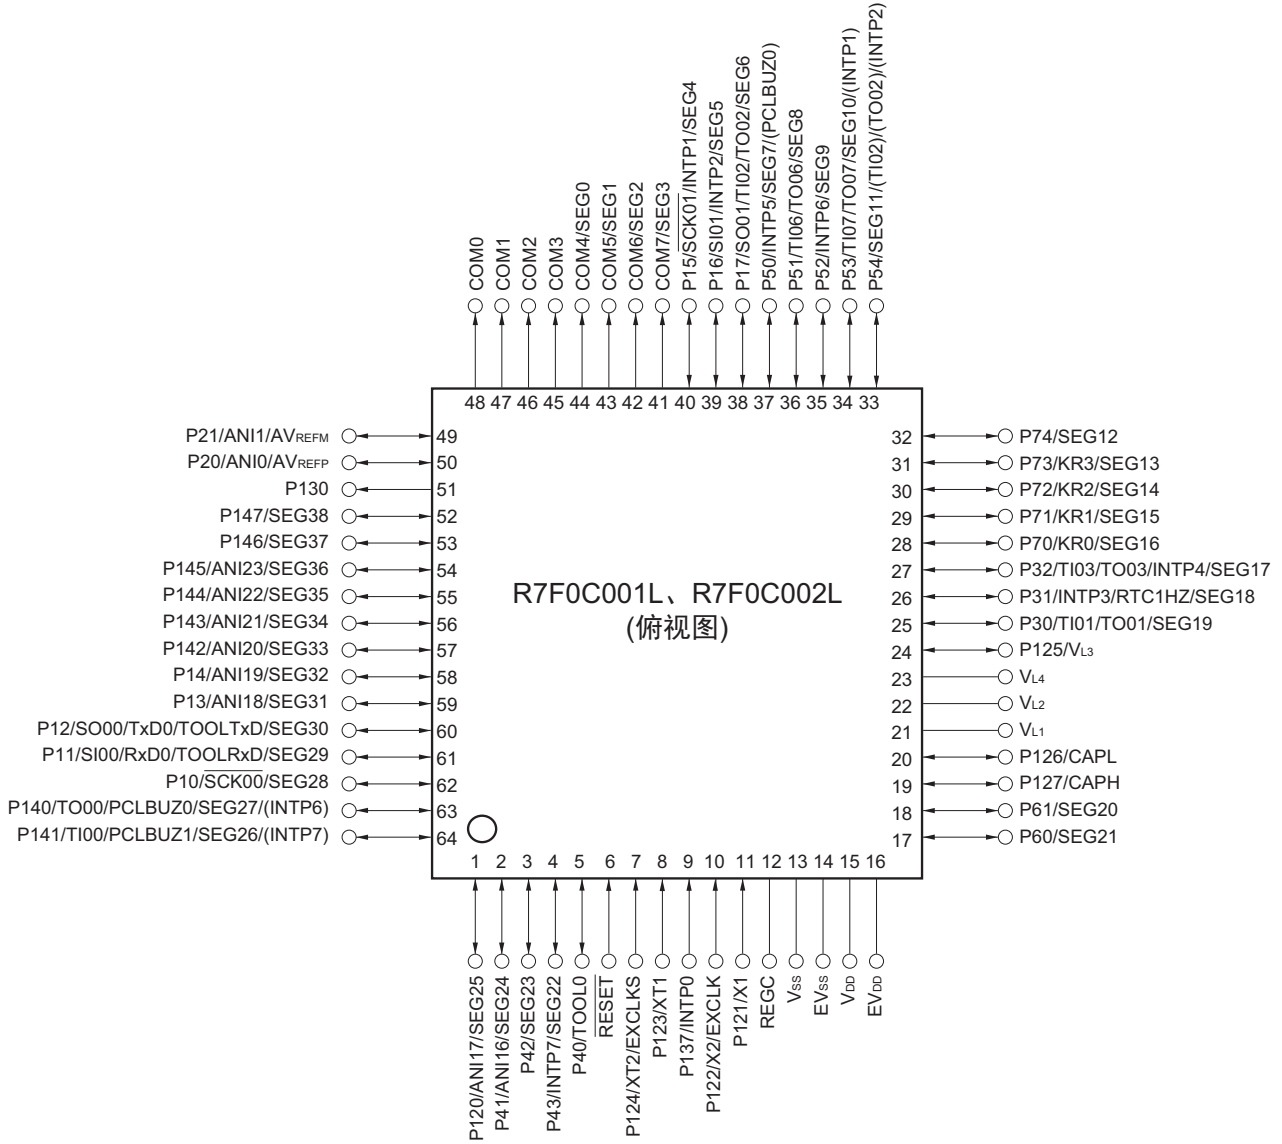 COM0
COM1
COM2
COM3
COM4/SEG0
COM5/SEG1
COM6/SEG2
COM7/SEG3
P15/SCK01/INTP1/SEG4
P16/SI01/INTP2/SEG5
P17/SO01/TI02/TO02/SEG6
P50/INTP5/SEG7/(PCLBUZ0)
P51/TI06/TO06/SEG8
P52/INTP6/SEG9
P53/TI07/TO07/SEG10/(INTP1)
P54/SEG11/(TI02)/(TO02)/(INTP2)
48 47 46 45 44 43 42 41 40 39 38 37 36 35 34 33
P21/ANI1/AVREFM 49
P20/ANI0/AVREFP 50
P130 51
P147/SEG38 52
P146/SEG37 53
P145/ANI23/SEG36 54
P144/ANI22/SEG35 55
P143/ANI21/SEG34 56
P142/ANI20/SEG33 57
P14/ANI19/SEG32 58
P13/ANI18/SEG31 59
P12/SO00/TxD0/TOOLTxD/SEG30 60
P11/SI00/RxD0/TOOLRxD/SEG29 61
P10/SCK00/SEG28 62
P140/TO00/PCLBUZ0/SEG27/(INTP6) 63
P141/TI00/PCLBUZ1/SEG26/(INTP7) 64
R7F0C001L、R7F0C002L
(俯视图)
32 P74/SEG12
31 P73/KR3/SEG13
30 P72/KR2/SEG14
29 P71/KR1/SEG15
28 P70/KR0/SEG16
27 P32/TI03/TO03/INTP4/SEG17
26 P31/INTP3/RTC1HZ/SEG18
25 P30/TI01/TO01/SEG19
24 P125/VL3
23 VL4
22 VL2
21 VL1
20 P126/CAPL
19 P127/CAPH
18 P61/SEG20
17 P60/SEG21
1 2 3 4 5 6 7 8 9 10 11 12 13 14 15 16
P120/ANI17/SEG25
P41/ANI16/SEG24
P42/SEG23
P43/INTP7/SEG22
P40/TOOL0
RESET
P124/XT2/EXCLKS
P123/XT1
P137/INTP0
P122/X2/EXCLK
P121/X1
REGC
VSS
EVSS
VDD
EVDD